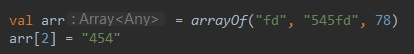 val arr : Array<Any> = arrayOf("fd", "545fd", 78)
arr[2] = "454"